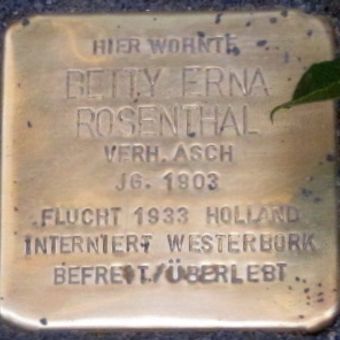 HIER WOHNTE
BETTY ERNA
ROSENTHAL
VERH. ASCH
JG. 1903
FLUCHT 1933 HOLLAND
INTERNIERT WESTERBORK
BEFREIT/ÜBERLEBT